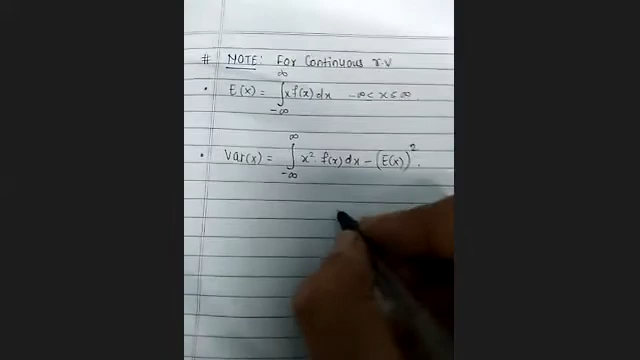 # NOTE: For Continuous r.v
• E(x) = ∫_{-∞}^{∞} x f(x) dx -∞ < x ≤ ∞.
• Var(x) = ∫_{-∞}^{∞} x². f(x) dx - (E(x))².